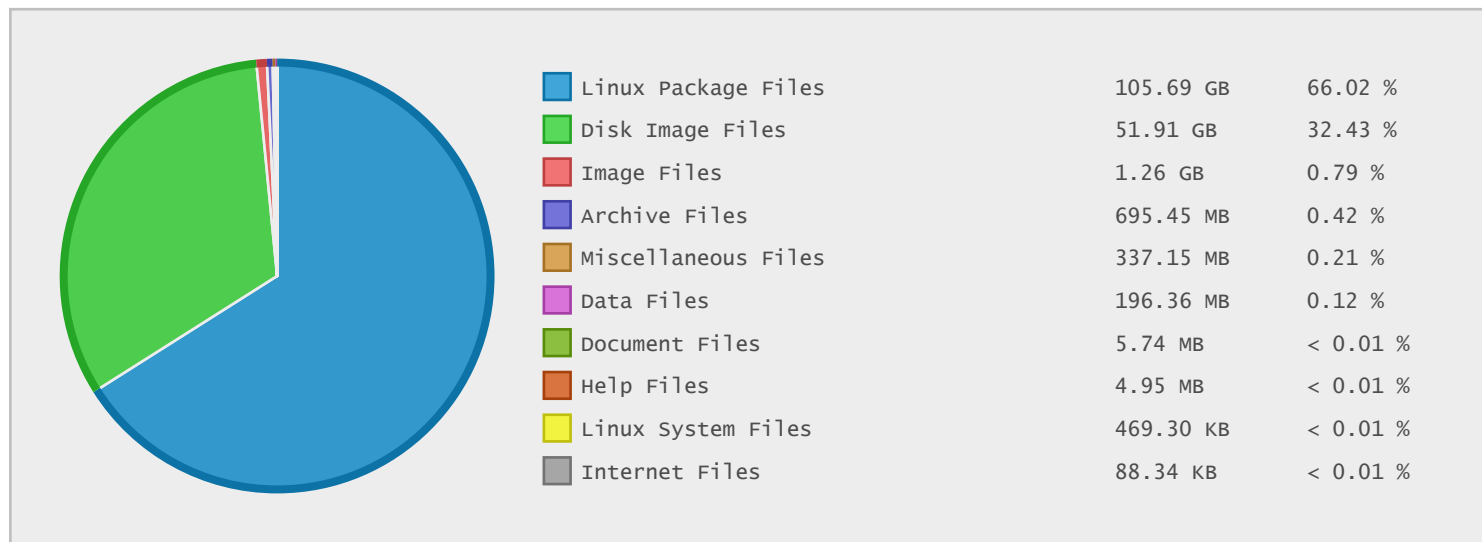 Linux Package Files 105.69 GB 66.02 %
Disk Image Files 51.91 GB 32.43 %
Image Files 1.26 GB 0.79 %
Archive Files 695.45 MB 0.42 %
Miscellaneous Files 337.15 MB 0.21 %
Data Files 196.36 MB 0.12 %
Document Files 5.74 MB < 0.01 %
Help Files 4.95 MB < 0.01 %
Linux System Files 469.30 KB < 0.01 %
Internet Files 88.34 KB < 0.01 %